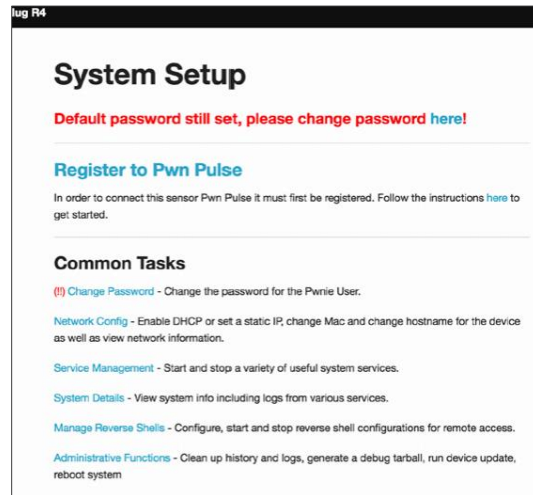 lug R4
System Setup
Default password still set, please change password here!
Register to Pwn Pulse
In order to connect this sensor Pwn Pulse it must first be registered. Follow the instructions here to
get started.
Common Tasks
(!!) Change Password - Change the password for the Pwnie User.
Network Config - Enable DHCP or set a static IP, change Mac and change hostname for the device
as well as view network information.
Service Management - Start and stop a variety of useful system services.
System Details - View system info including logs from various services.
Manage Reverse Shells - Configure, start and stop reverse shell configurations for remote access.
Administrative Functions - Clean up history and logs, generate a debug tarball, run device update,
reboot system